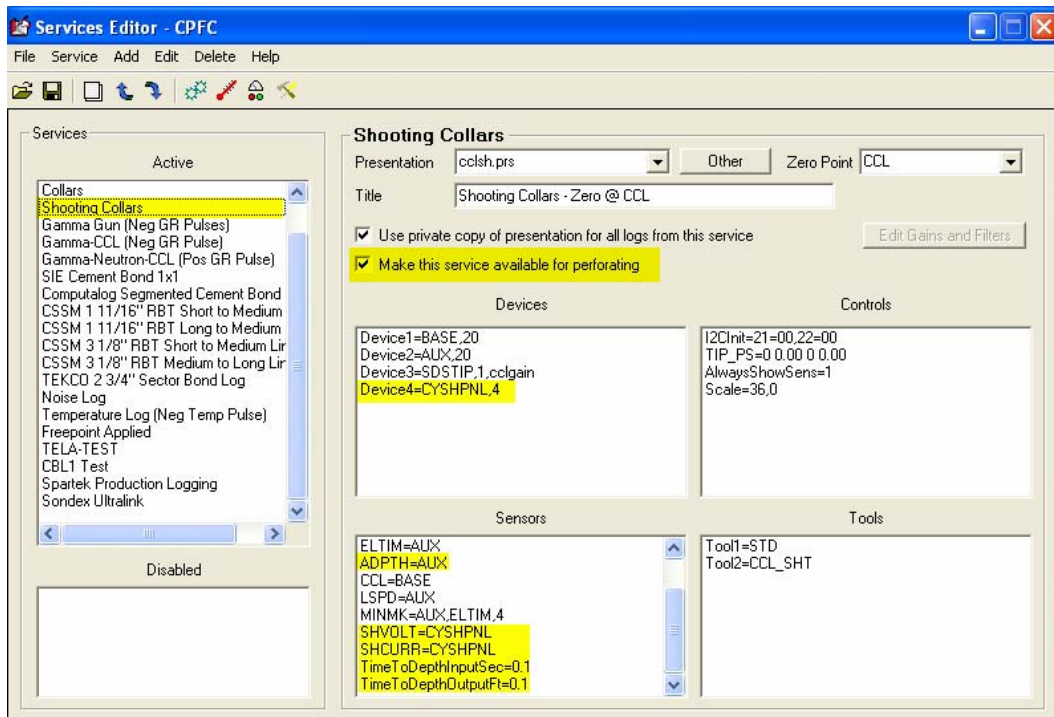 Services Editor - CPFC
File Service Add Edit Delete Help
Services
Active
Collars
Shooting Collars
Gamma Gun (Neg GR Pulses)
Gamma-CCL (Neg GR Pulse)
Gamma-Neutron-CCL (Pos GR Pulse)
SIE Cement Bond 1x1
Computalog Segmented Cement Bond
CSSM 1 11/16" RBT Short to Medium
CSSM 1 11/16" RBT Long to Medium
CSSM 3 1/8" RBT Short to Medium Lir
CSSM 3 1/8" RBT Medium to Long Lir
TEKCO 2 3/4" Sector Bond Log
Noise Log
Temperature Log (Neg Temp Pulse)
Freepoint Applied
TELA-TEST
CBL1 Test
Spartek Production Logging
Sondex Ultralink
Disabled
Shooting Collars
Presentation cclsh.prs Other Zero Point CCL
Title Shooting Collars - Zero @ CCL
Use private copy of presentation for all logs from this service Edit Gains and Filters
Make this service available for perforating
Devices
Device1=BASE,20
Device2=AUX,20
Device3=SDSTIP,1,cclgain
Device4=CYSHPNL,4
Controls
I2CInit=21=00,22=00
TIP_PS=0 0.00 0 0.00
AlwaysShowSens=1
Scale=36,0
Sensors
ELTIM=AUX
ADPTH=AUX
CCL=BASE
LSPD=AUX
MINMK=AUX,ELTIM,4
SHVOLT=CYSHPNL
SHCURR=CYSHPNL
TimeToDepthInputSec=0.1
TimeToDepthOutputFt=0.1
Tools
Tool1=STD
Tool2=CCL_SHT